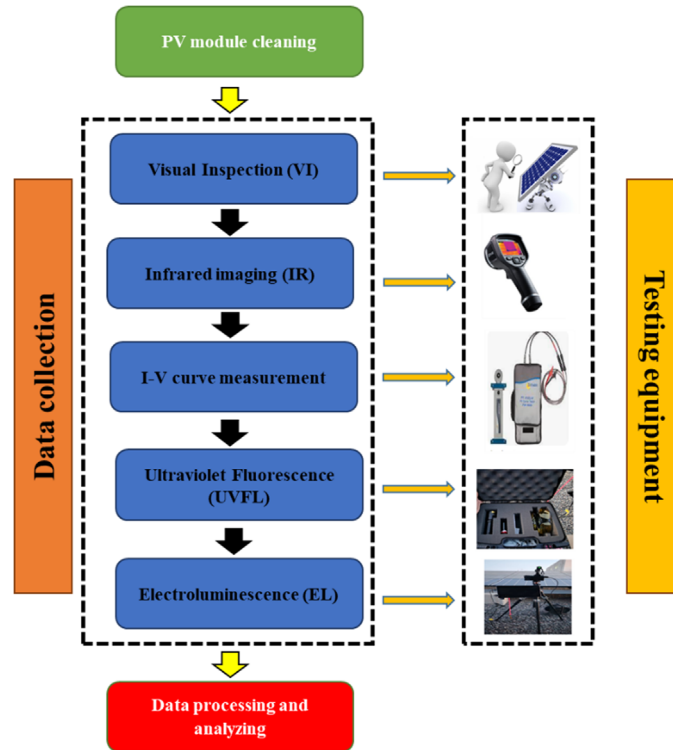 PV module cleaning
Visual Inspection (VI)
Infrared imaging (IR)
I-V curve measurement
Ultraviolet Fluorescence
(UVFL)
Electroluminescence (EL)
Data processing and
analyzing
Data collection
Testing equipment